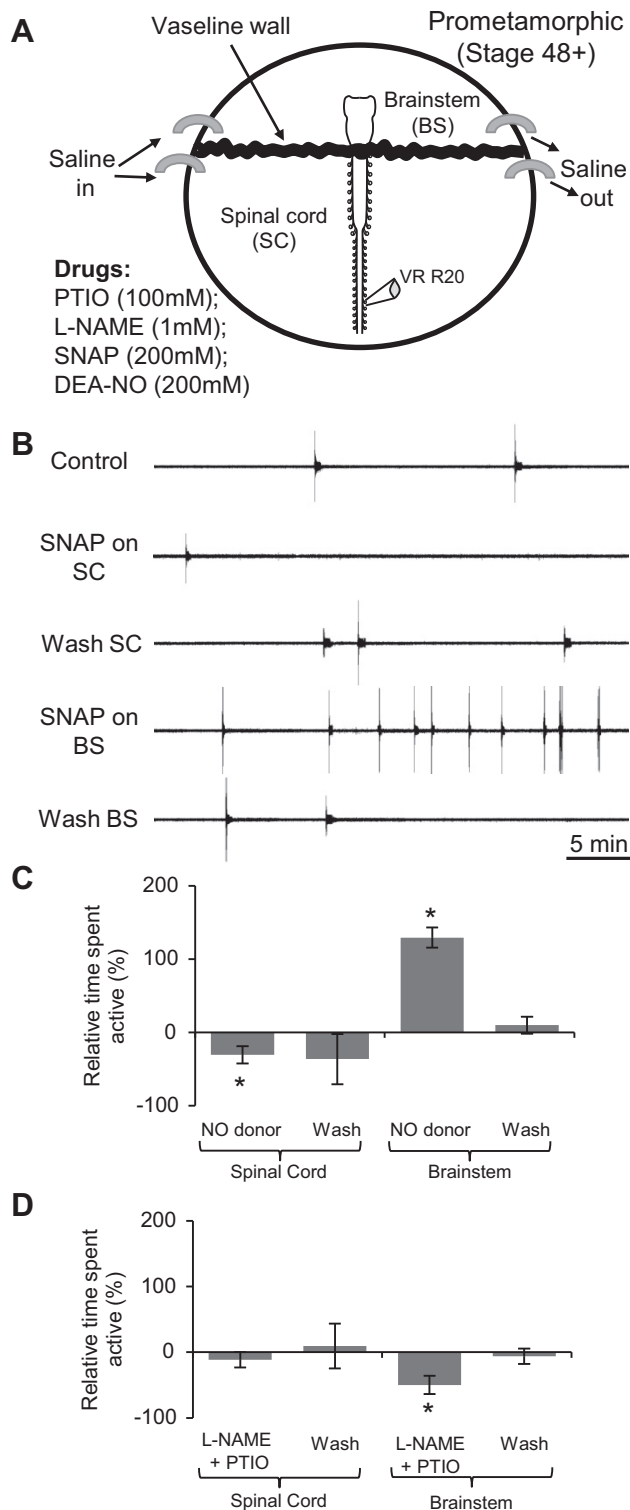 A
Vaseline wall
Prometamorphic
(Stage 48+)
Brainstem
(BS)
Saline
in
Saline
out
Spinal cord
(SC)
VR R20
Drugs:
PTIO (100mM);
L-NAME (1mM);
SNAP (200mM);
DEA-NO (200mM)
B
Control
SNAP on
SC
Wash SC
SNAP on
BS
Wash BS
5 min
C
Relative time spent
active (%)
200
100
0
-100
*
*
NO donor
Wash
NO donor
Wash
Spinal Cord
Brainstem
D
Relative time spent
active (%)
200
100
0
-100
*
L-NAME
+ PTIO
Wash
L-NAME
+ PTIO
Wash
Spinal Cord
Brainstem